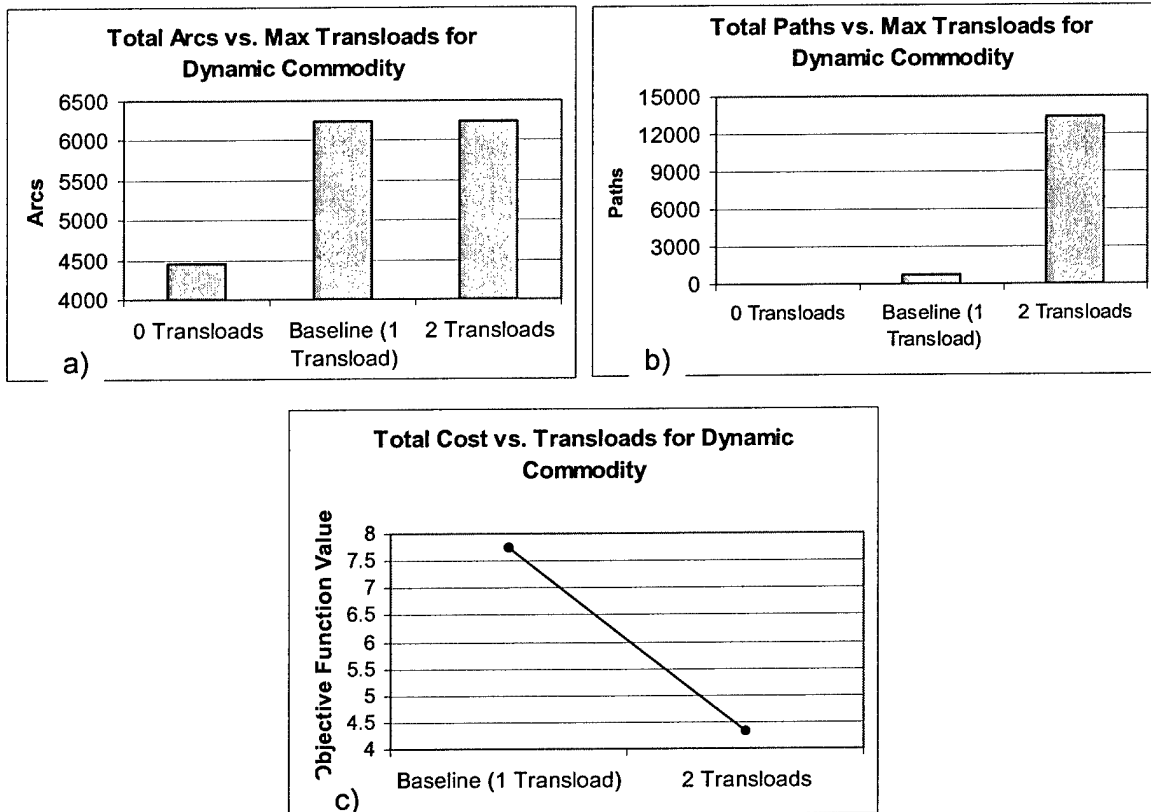 Total Arcs vs. Max Transloads for
Dynamic Commodity
6500
6000
5500
5000
4500
4000
Arcs
0 Transloads
Baseline (1
Transload)
2 Transloads
a)
Total Paths vs. Max Transloads for
Dynamic Commodity
15000
12000
9000
6000
3000
0
Paths
0 Transloads
Baseline (1
Transload)
2 Transloads
b)
Total Cost vs. Transloads for Dynamic
Commodity
8
7.5
7
6.5
6
5.5
5
4.5
4
Objective Function Value
Baseline (1 Transload)
2 Transloads
c)